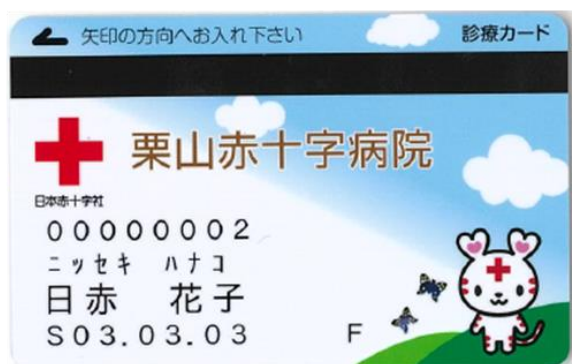 矢印の方向へお入れ下さい 診療カード
栗山赤十字病院
日本赤十字社
00000002
ニッセキ ハナコ
日赤 花子
S03.03.03 F